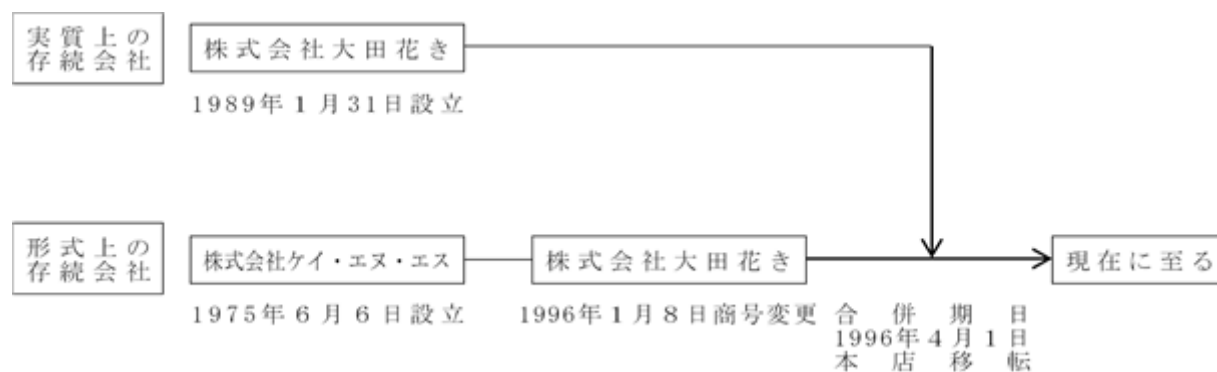 実質上の
存続会社
株式会社大田花き
1989年1月31日設立
形式上の
存続会社
株式会社ケイ・エヌ・エス
株式会社大田花き
現在に至る
1975年6月6日設立
1996年1月8日商号変更
合併期日
1996年4月1日
本店移転